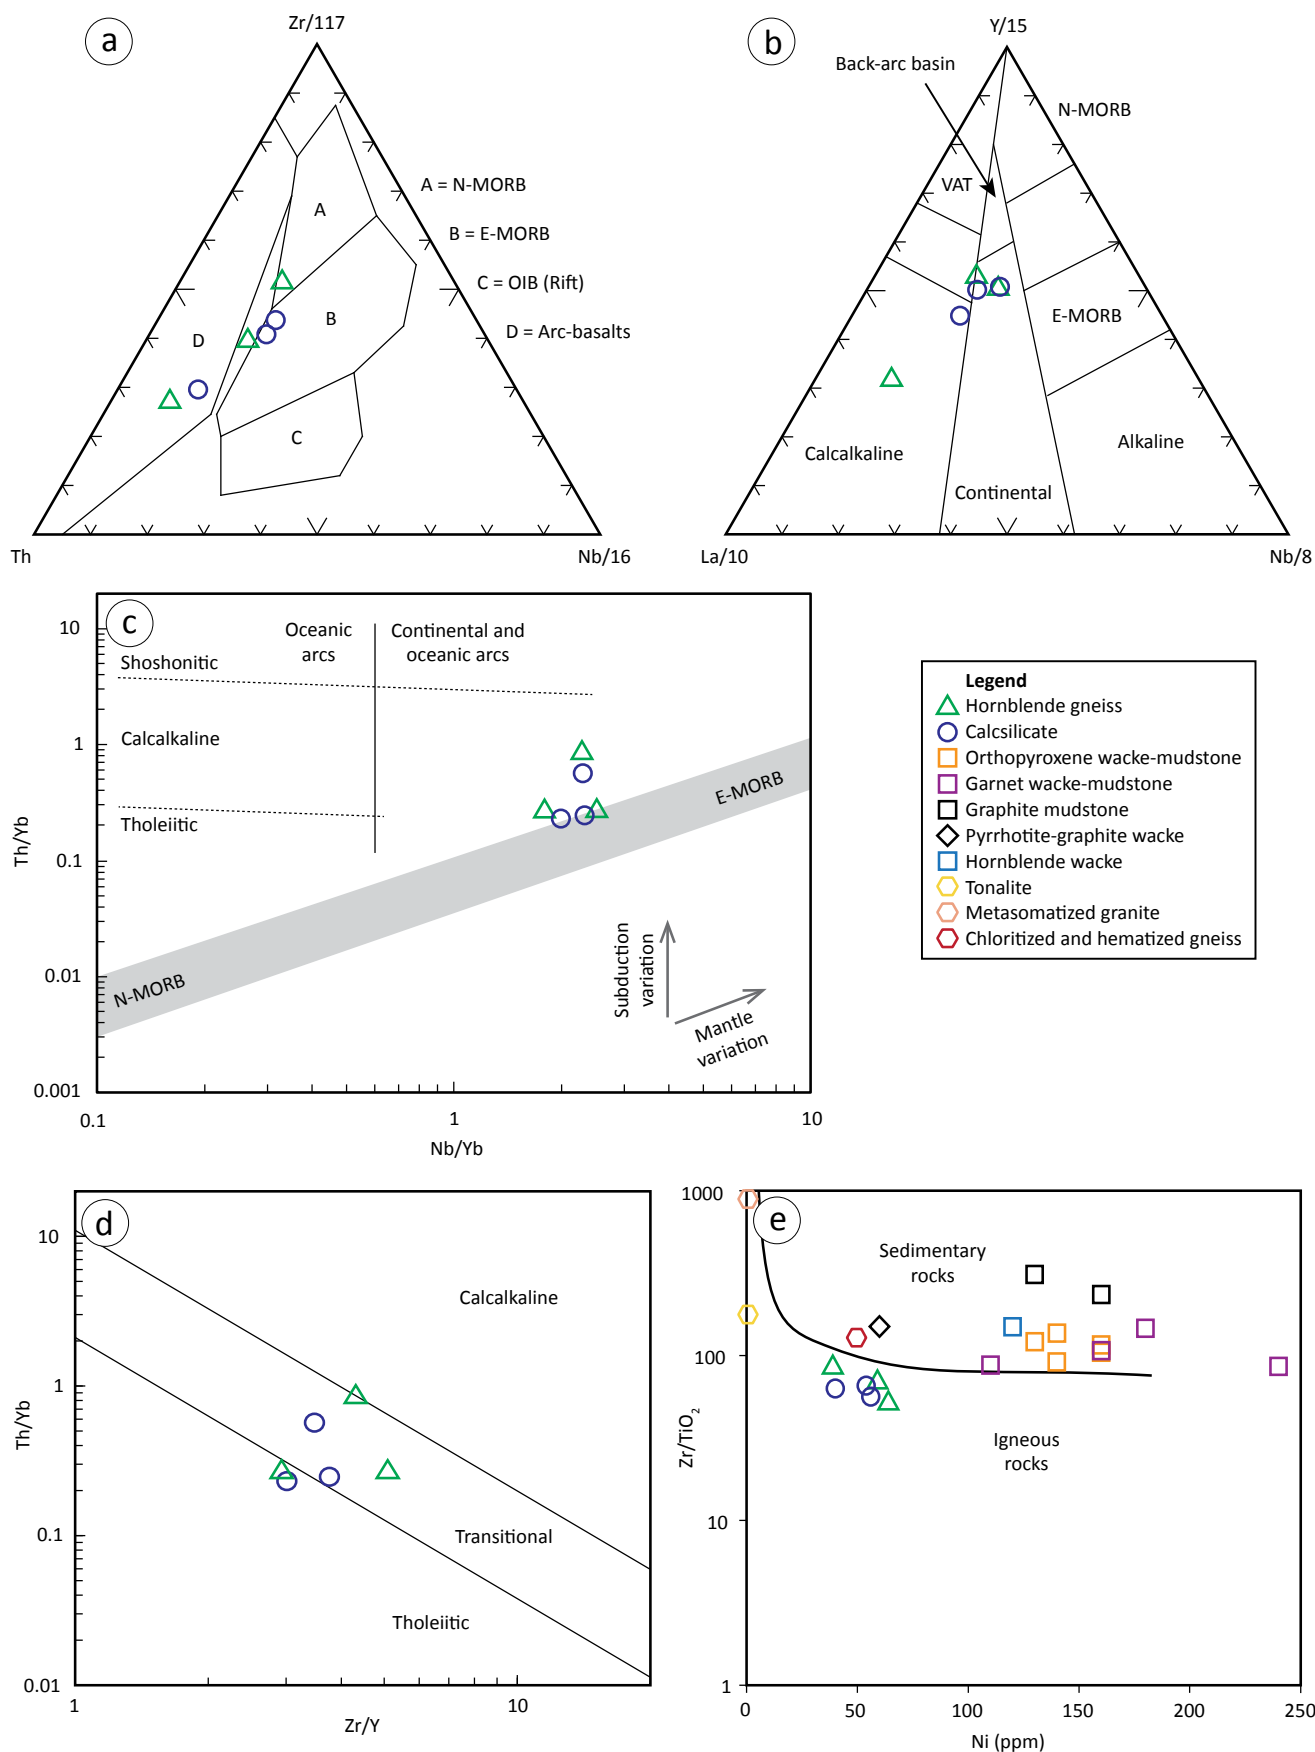 a
Zr/117
A = N-MORB
B = E-MORB
C = OIB (Rift)
D = Arc-basalts
A
B
D
C
Th
Nb/16
b
Y/15
Back-arc basin
N-MORB
VAT
E-MORB
Calcalkaline
Alkaline
Continental
La/10
Nb/8
c
10
1
0.1
0.01
0.001
Th/Yb
Oceanic
arcs
Continental and
oceanic arcs
Shoshonitic
Calcalkaline
Tholeiitic
E-MORB
N-MORB
Subduction
variation
Mantle
variation
0.1
1
10
Nb/Yb
Legend
Hornblende gneiss
Calcsilicate
Orthopyroxene wacke-mudstone
Garnet wacke-mudstone
Graphite mudstone
Pyrrhotite-graphite wacke
Hornblende wacke
Tonalite
Metasomatized granite
Chloritized and hematized gneiss
d
10
1
0.1
0.01
Th/Yb
Calcalkaline
Transitional
Tholeiitic
1
10
Zr/Y
e
1000
100
10
1
Zr/TiO₂
Sedimentary
rocks
Igneous
rocks
0
50
100
150
200
250
Ni (ppm)